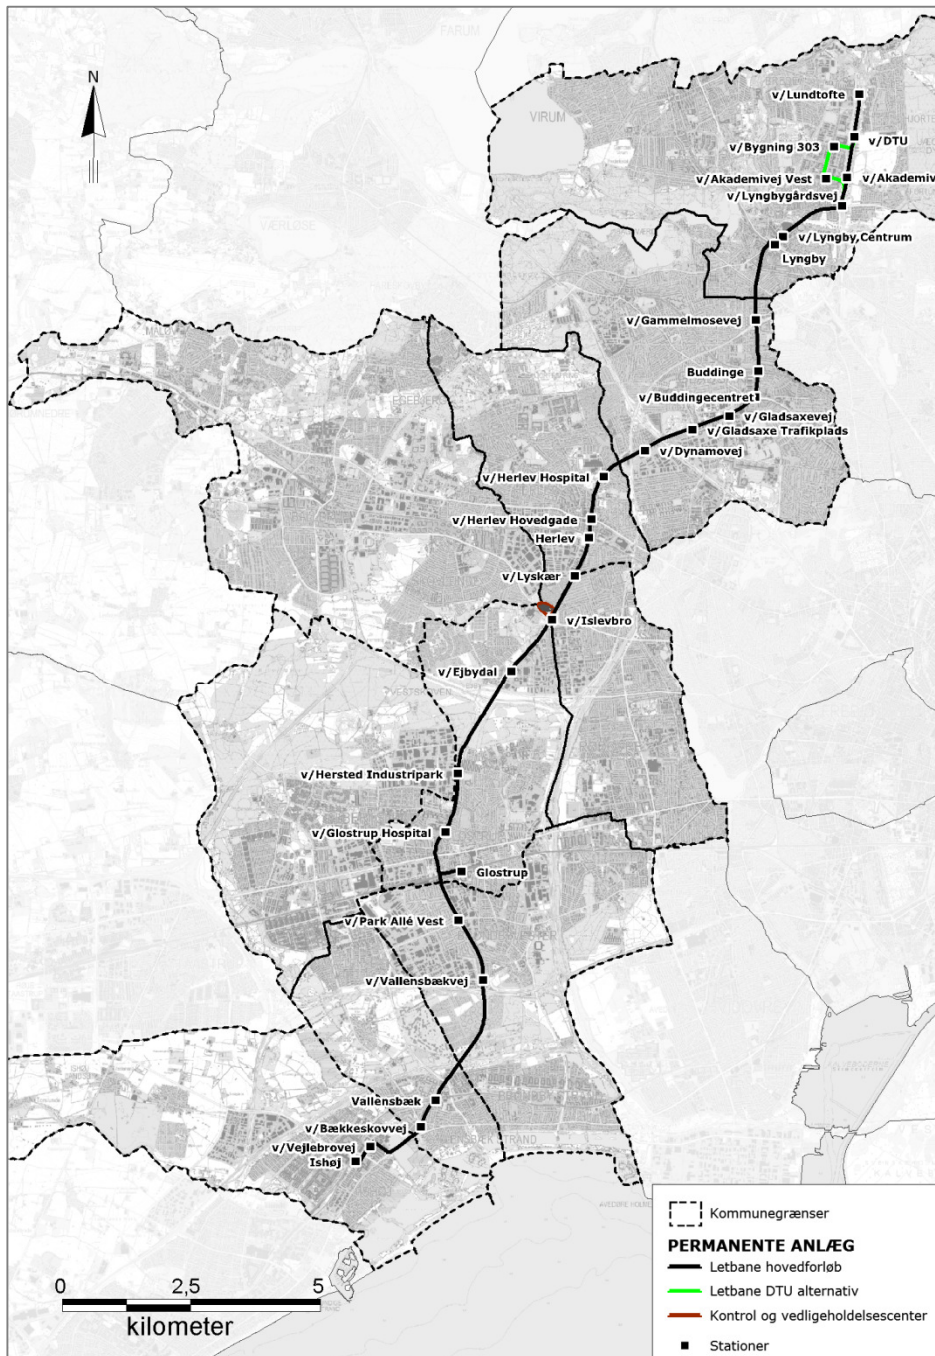 FARUM
N
v/Lundtofte
VIRUM
v/DTU
v/Bygning 303
v/Akademivej Vest
v/Akademiv
v/Lyngbygårdsvej
VÆRLØSE
v/Lyngby Centrum
Lyngby
v/Gammelmosevej
Buddinge
v/Buddingecentret
v/Gladsaxevej
v/Gladsaxe Trafikplads
v/Dynamovej
v/Herlev Hospital
v/Herlev Hovedgade
Herlev
v/Lyskær
v/Islevbro
v/Ejbydal
v/Hersted Industripark
v/Glostrup Hospital
Glostrup
v/Park Allé Vest
v/Vallensbækvej
Vallensbæk
v/Bækkeskovvej
v/Vejlebrovej
Ishøj
Kommunegrænser
PERMANENTE ANLÆG
Letbane hovedforløb
Letbane DTU alternativ
Kontrol og vedligeholdelsescenter
Stationer
0 2,5 5
kilometer